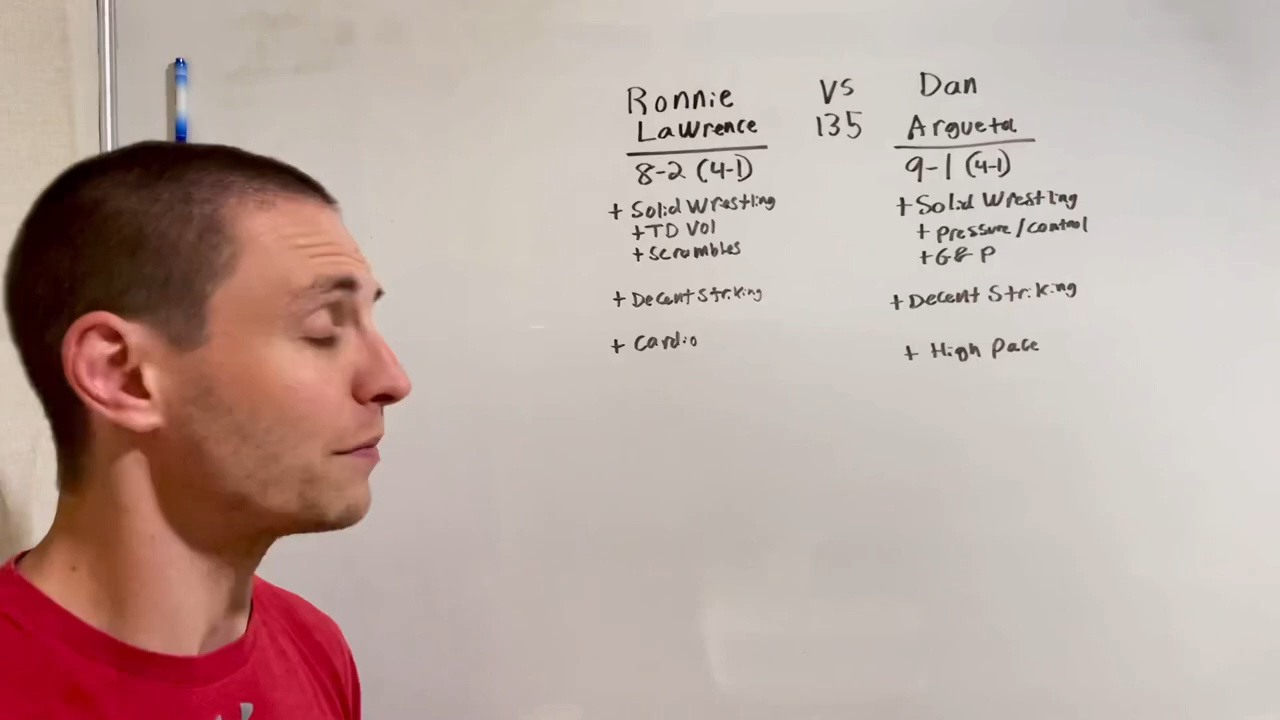 Ronnie
Lawrence
8-2 (4-1)
+ Solid Wrestling
+TD Vol
+Scrambles
+ Decent Striking
+ Cardio
VS
135
Dan
Argueta
9-1 (4-1)
+Solid Wrestling
+ Pressure/control
+G&P
+ Decent Striking
+ High Pace